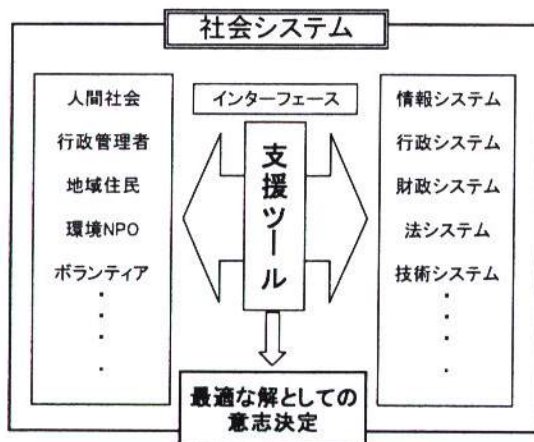 社会システム
人間社会
行政管理者
地域住民
環境NPO
ボランティア
・
・
・
・
インターフェース
支援ツール
情報システム
行政システム
財政システム
法システム
技術システム
・
・
・
・
最適な解としての
意志決定